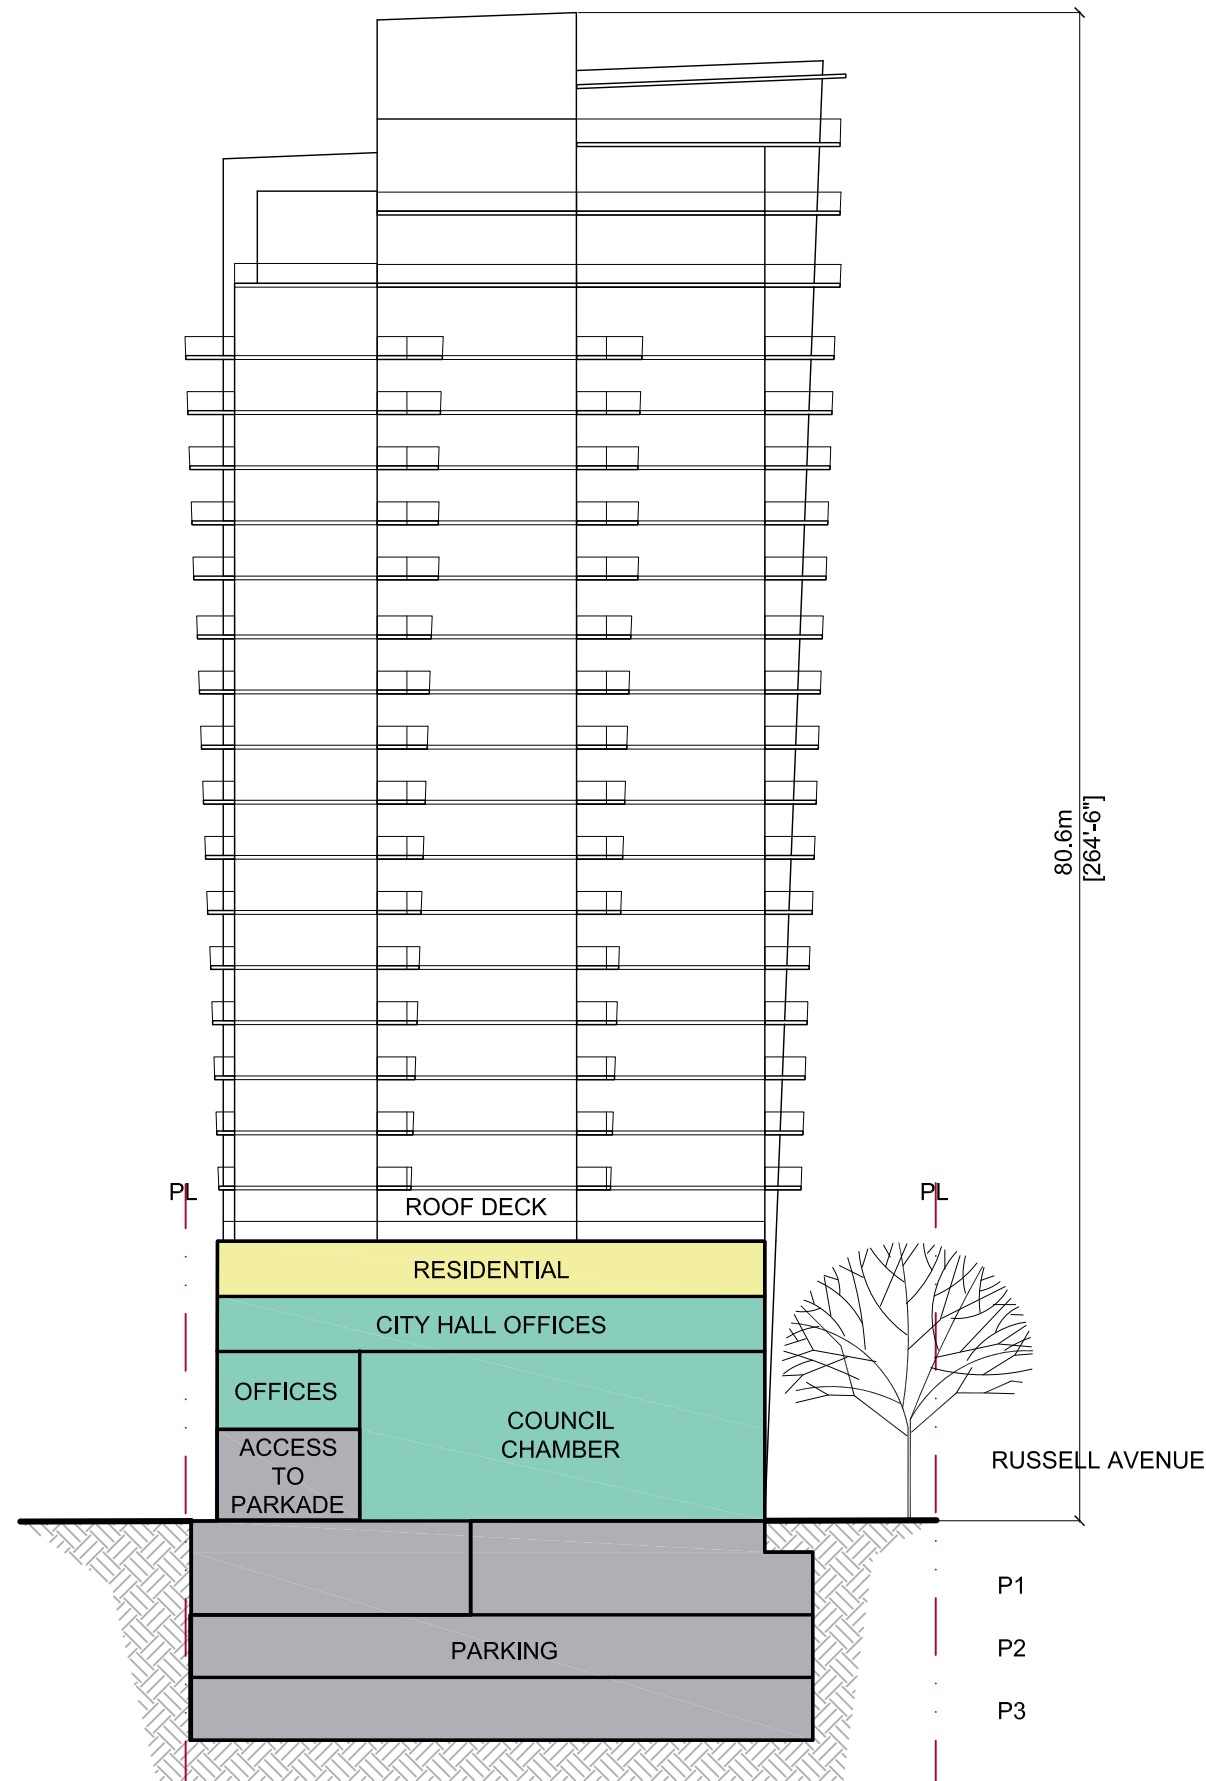 80.6m
[264'-6"]
PL
PL
ROOF DECK
RESIDENTIAL
CITY HALL OFFICES
OFFICES
COUNCIL
CHAMBER
ACCESS
TO
PARKADE
RUSSELL AVENUE
P1
PARKING
P2
P3